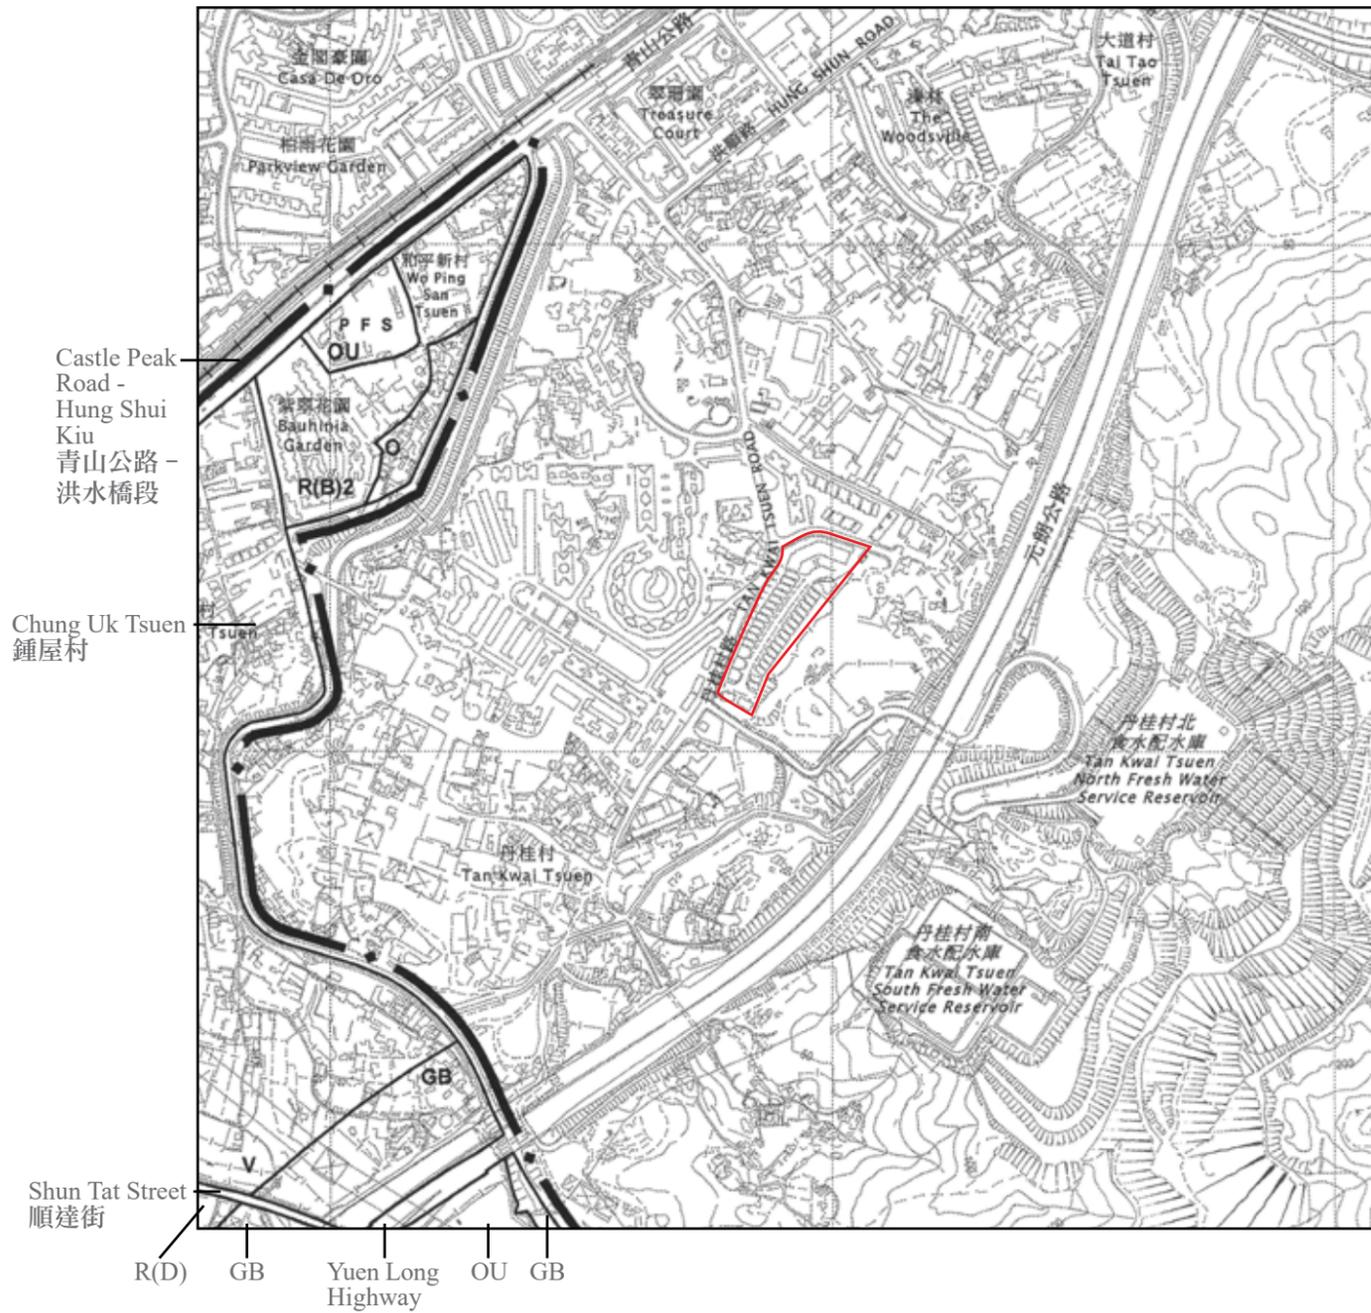 青山公路
HUNG SHUN ROAD
洪順路
金閣豪園
Casa De Oro
柏雨花園
Parkview Garden
翠珊園
Treasure
Court
The
Woodsville
大道村
Tai Tao
Tsuen
和平新村
Wo Ping
San
Tsuen
P F S
OU
紫翠花園
Bauhinia
Garden
O
R(B)2
Castle Peak
Road -
Hung Shui
Kiu
青山公路 –
洪水橋段
TAN KWAI TSUEN ROAD
丹桂村路
元朗公路
Chung Uk Tsuen
鍾屋村
村
Tsuen
丹桂村北
食水配水庫
Tan Kwai Tsuen
North Fresh Water
Service Reservoir
丹桂村
Tan Kwai Tsuen
丹桂村南
食水配水庫
Tan Kwai Tsuen
South Fresh Water
Service Reservoir
GB
V
Shun Tat Street
順達街
R(D)
GB
Yuen Long
Highway
OU
GB